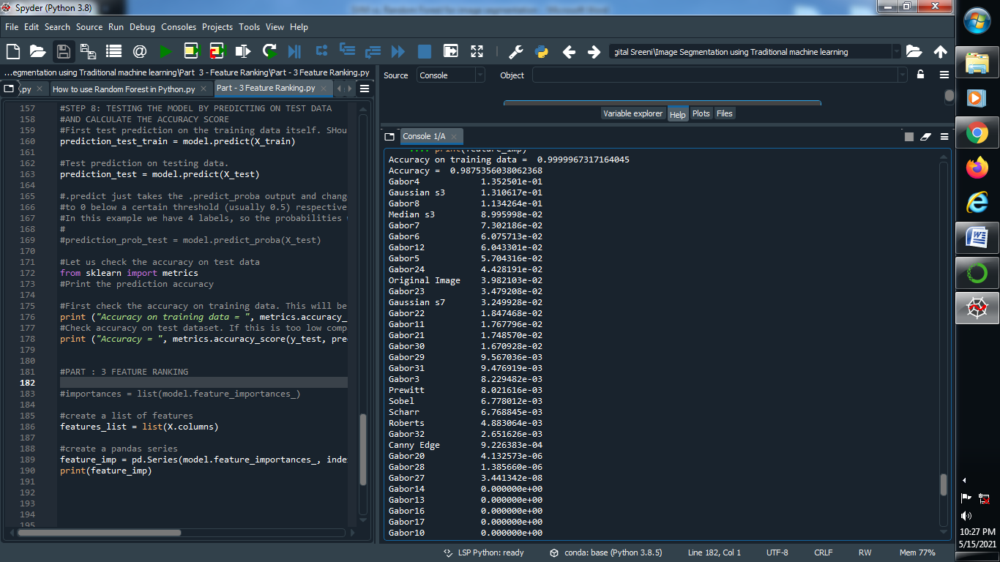 Spyder (Python 3.8)
File Edit Search Source Run Debug Consoles Projects Tools View Help
gital Sreeni\Image Segmentation using Traditional machine learning
...egmentation using Traditional machine learning\Part 3 - Feature Ranking\Part - 3 Feature Ranking.py
.py How to use Random Forest in Python.py Part - 3 Feature Ranking.py
157 #STEP 8: TESTING THE MODEL BY PREDICTING ON TEST DATA
158 #AND CALCULATE THE ACCURACY SCORE
159 #First test prediction on the training data itself. SHou
160 prediction_test_train = model.predict(X_train)
161
162 #Test prediction on testing data.
163 prediction_test = model.predict(X_test)
164
165 #.predict just takes the .predict_proba output and chang
166 #to 0 below a certain threshold (usually 0.5) respective
167 #In this example we have 4 labels, so the probabilities
168 #
169 #prediction_prob_test = model.predict_proba(X_test)
170
171 #Let us check the accuracy on test data
172 from sklearn import metrics
173 #Print the prediction accuracy
174
175 #First check the accuracy on training data. This will be
176 print ("Accuracy on training data = ", metrics.accuracy_
177 #Check accuracy on test dataset. If this is too low comp
178 print ("Accuracy = ", metrics.accuracy_score(y_test, pre
179
180
181 #PART : 3 FEATURE RANKING
182
183 #importances = list(model.feature_importances_)
184
185 #create a list of features
186 features_list = list(X.columns)
187
188 #create a pandas series
189 feature_imp = pd.Series(model.feature_importances_, inde
190 print(feature_imp)
191
192
193
194
195
Source Console Object
Variable explorer Help Plots Files
Console 1/A
...: print(feature_imp)
Accuracy on training data = 0.9999967317164045
Accuracy = 0.9875356038062368
Gabor4 1.352501e-01
Gaussian s3 1.310617e-01
Gabor8 1.134264e-01
Median s3 8.995998e-02
Gabor7 7.302186e-02
Gabor6 6.075713e-02
Gabor12 6.043301e-02
Gabor5 5.704316e-02
Gabor24 4.428191e-02
Original Image 3.982103e-02
Gabor23 3.479208e-02
Gaussian s7 3.249928e-02
Gabor22 1.847468e-02
Gabor11 1.767796e-02
Gabor21 1.748570e-02
Gabor30 1.670928e-02
Gabor29 9.567036e-03
Gabor31 9.476919e-03
Gabor3 8.229482e-03
Prewitt 8.021616e-03
Sobel 6.778012e-03
Scharr 6.768845e-03
Roberts 4.883064e-03
Gabor32 2.651626e-03
Canny Edge 9.226383e-04
Gabor20 4.132573e-06
Gabor28 1.385660e-06
Gabor27 3.441342e-08
Gabor14 0.000000e+00
Gabor13 0.000000e+00
Gabor16 0.000000e+00
Gabor17 0.000000e+00
Gabor10 0.000000e+00
LSP Python: ready conda: base (Python 3.8.5) Line 182, Col 1 UTF-8 CRLF RW Mem 77%
10:27 PM
5/15/2021